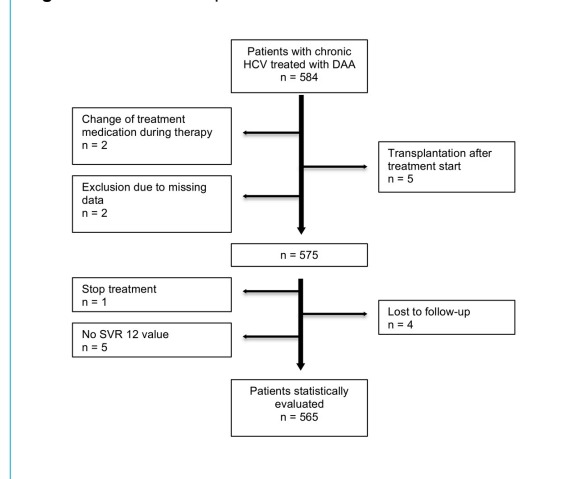 Patients with chronic
HCV treated with DAA
n = 584
Change of treatment
medication during therapy
n = 2
Transplantation after
treatment start
n = 5
Exclusion due to missing
data
n = 2
n = 575
Stop treatment
n = 1
Lost to follow-up
n = 4
No SVR 12 value
n = 5
Patients statistically
evaluated
n = 565